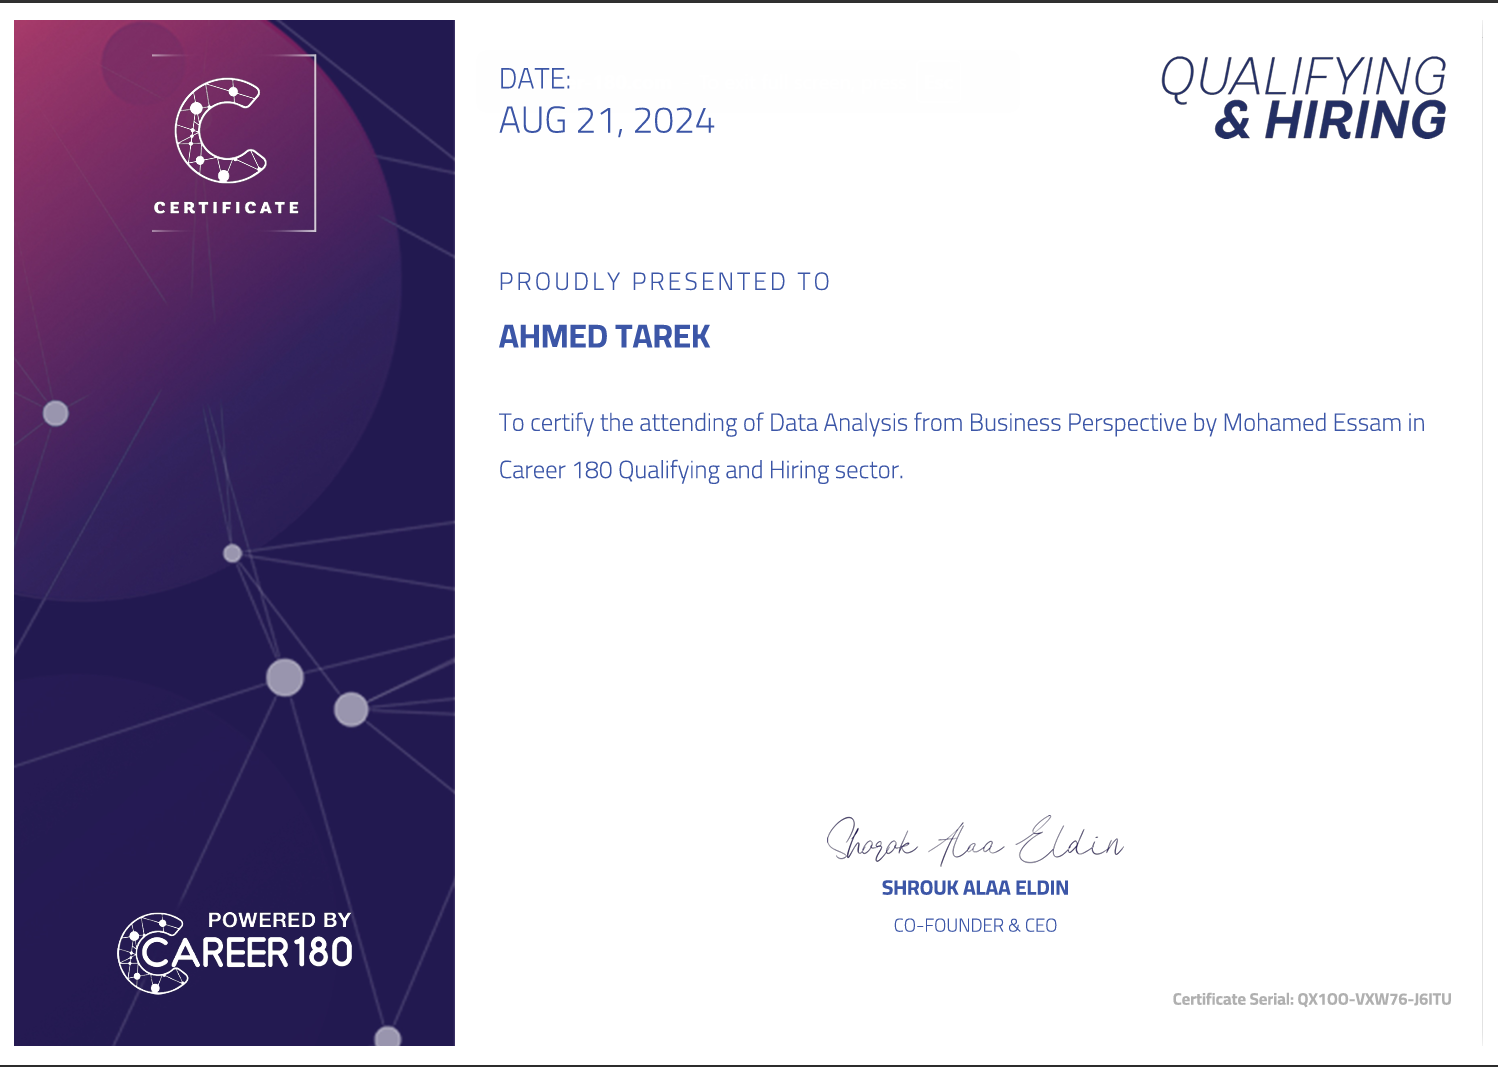 CERTIFICATE
DATE:
AUG 21, 2024
QUALIFYING
& HIRING
PROUDLY PRESENTED TO
AHMED TAREK
To certify the attending of Data Analysis from Business Perspective by Mohamed Essam in
Career 180 Qualifying and Hiring sector.
Shorok Alaa Eldin
SHROUK ALAA ELDIN
CO-FOUNDER & CEO
POWERED BY
CAREER180
Certificate Serial: QX1OO-VXW76-J6ITU